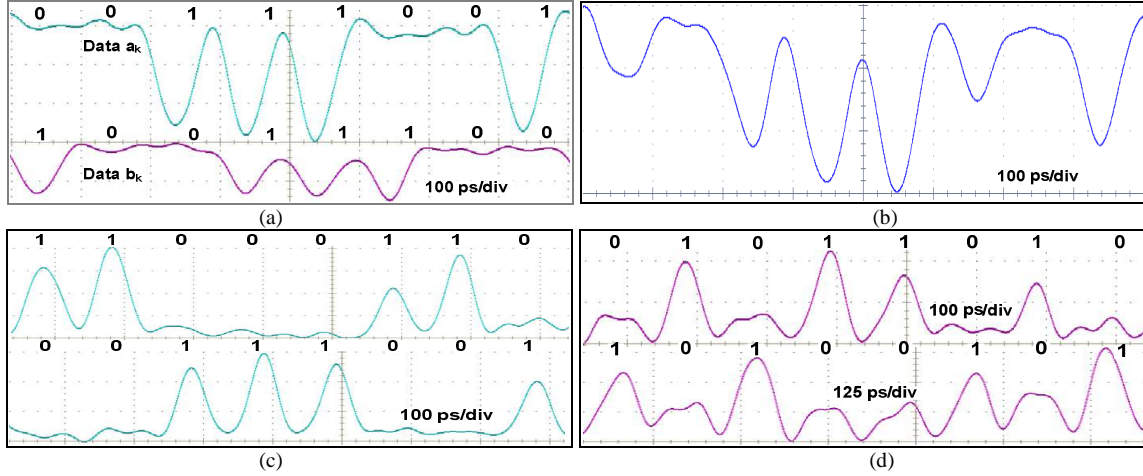 0 0 1 1 1 0 0 1
Data aₖ
1 0 0 1 1 1 0 0
Data bₖ
100 ps/div
(a)
100 ps/div
(b)
1 1 0 0 0 1 1 0
0 0 1 1 1 0 0 1
100 ps/div
(c)
0 1 0 1 1 0 1 0
100 ps/div
1 0 1 0 0 1 0 1
125 ps/div
(d)